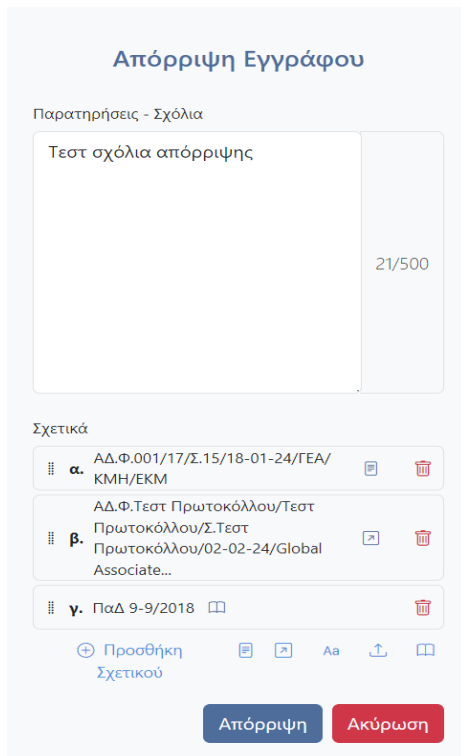 Απόρριψη Εγγράφου
Παρατηρήσεις - Σχόλια
Τεστ σχόλια απόρριψης
21/500
Σχετικά
α. ΑΔ.Φ.001/17/Σ.15/18-01-24/ΓΕΑ/
ΚΜΗ/ΕΚΜ
β. ΑΔ.Φ.Τεστ Πρωτοκόλλου/Τεστ
Πρωτοκόλλου/Σ.Τεστ
Πρωτοκόλλου/02-02-24/Global
Associate...
γ. ΠαΔ 9-9/2018
Προσθήκη
Σχετικού
Aa
Απόρριψη Ακύρωση